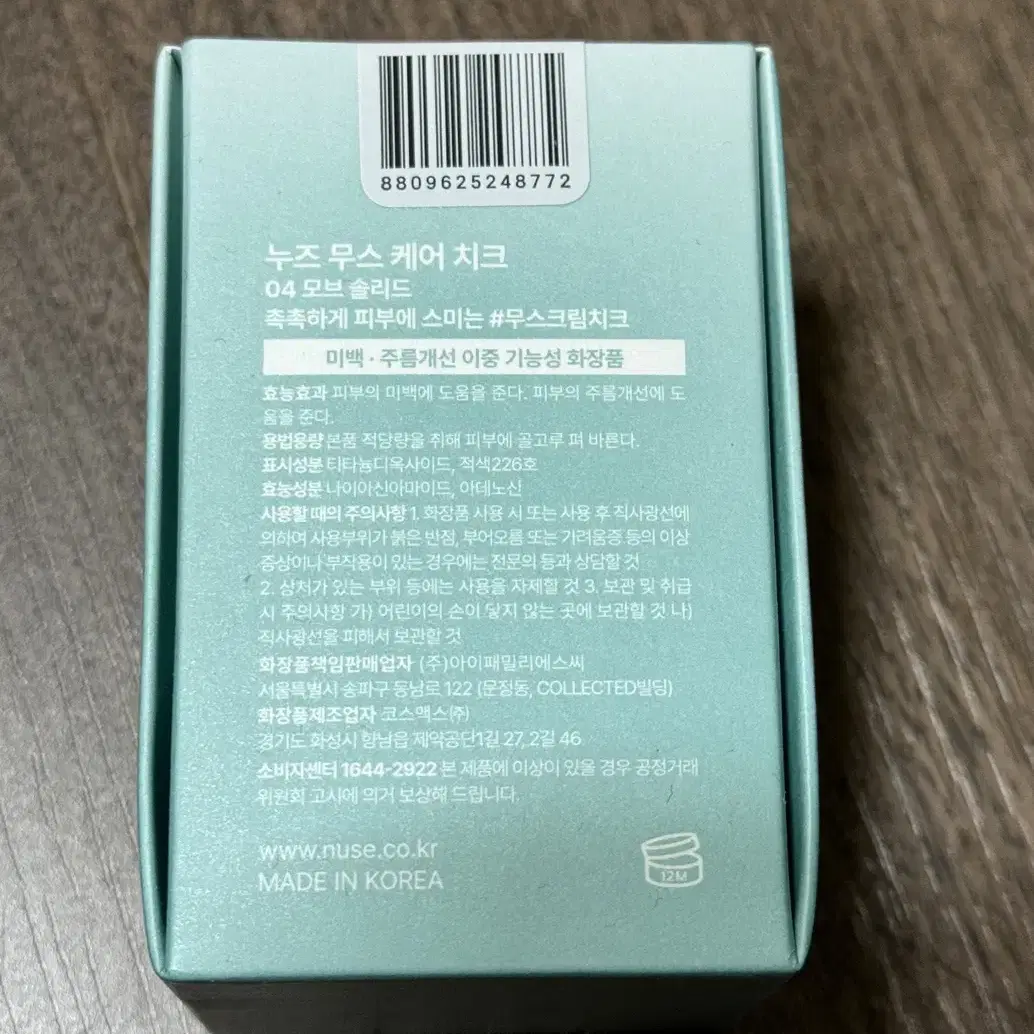 8809625248772
누즈 무스 케어 치크
04 모브 솔리드
촉촉하게 피부에 스미는 #무스크림치크
미백 · 주름개선 이중 기능성 화장품
효능효과 피부의 미백에 도움을 준다. 피부의 주름개선에 도
움을 준다.
용법용량 본품 적당량을 취해 피부에 골고루 펴 바른다.
표시성분 티타늄디옥사이드, 적색226호
효능성분 나이아신아마이드, 아데노신
사용할 때의 주의사항 1. 화장품 사용 시 또는 사용 후 직사광선에
의하여 사용부위가 붉은 반점, 부어오름 또는 가려움증 등의 이상
증상이나 부작용이 있는 경우에는 전문의 등과 상담할 것
2. 상처가 있는 부위 등에는 사용을 자제할 것 3. 보관 및 취급
시 주의사항 가) 어린이의 손이 닿지 않는 곳에 보관할 것 나)
직사광선을 피해서 보관할 것
화장품책임판매업자 (주)아이패밀리에스씨
서울특별시 송파구 동남로 122 (문정동, COLLECTED빌딩)
화장품제조업자 코스맥스㈜
경기도 화성시 향남읍 제약공단1길 27, 2길 46
소비자센터 1644-2922 본 제품에 이상이 있을 경우 공정거래
위원회 고시에 의거 보상해 드립니다.
www.nuse.co.kr
MADE IN KOREA
12M